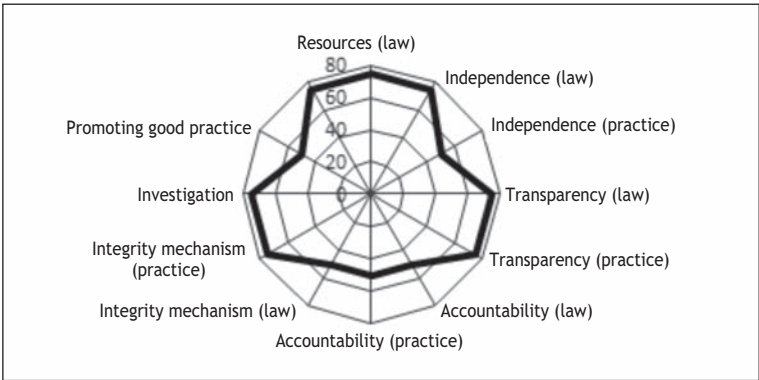 Resources (law)
80
Independence (law)
60
Promoting good practice
Independence (practice)
40
20
Investigation
0
Transparency (law)
Integrity mechanism
(practice)
Transparency (practice)
Integrity mechanism (law)
Accountability (law)
Accountability (practice)